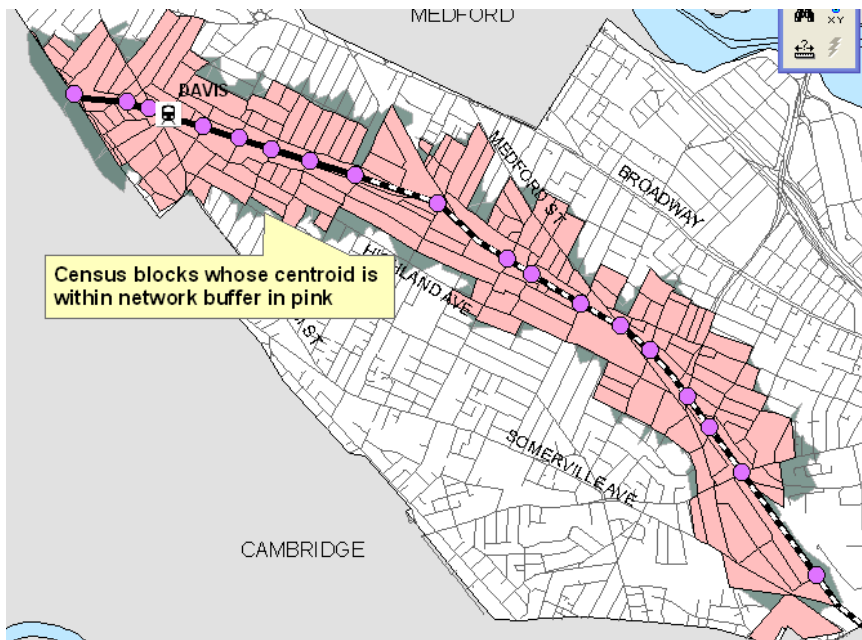 MEDFORD
XY
DAVIS
MEDFORD ST
BROADWAY
HIGHLAND AVE
Census blocks whose centroid is
within network buffer in pink
ST
SOMERVILLE AVE
CAMBRIDGE